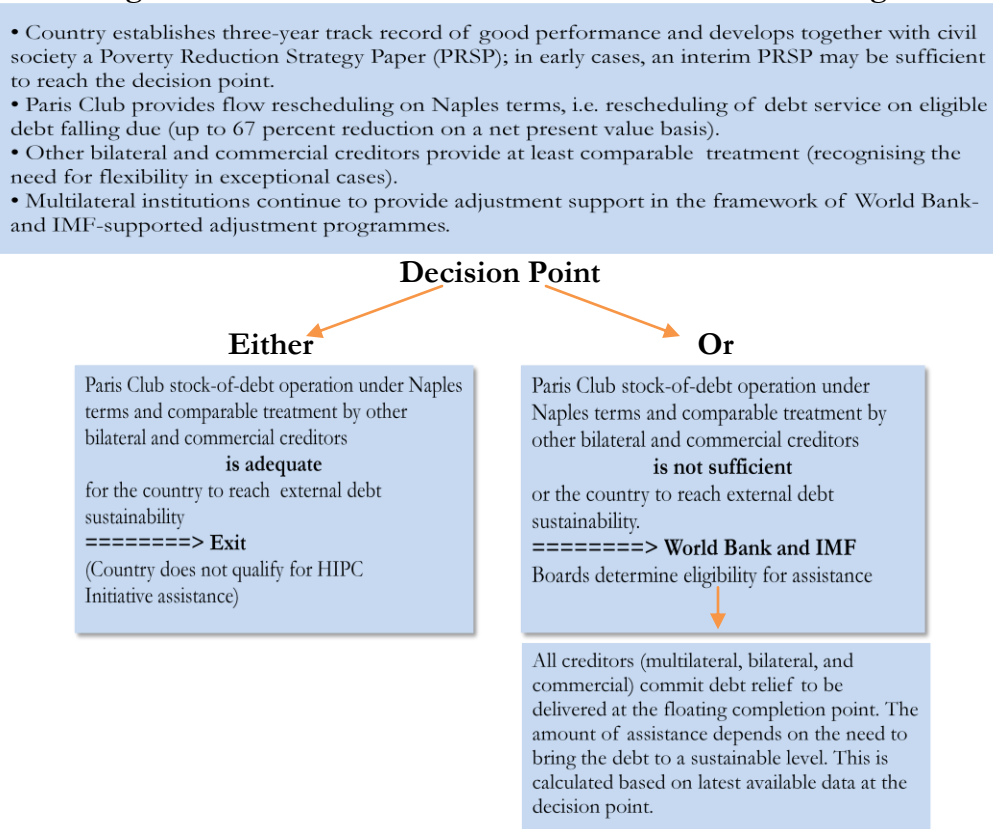 • Country establishes three-year track record of good performance and develops together with civil
society a Poverty Reduction Strategy Paper (PRSP); in early cases, an interim PRSP may be sufficient
to reach the decision point.
• Paris Club provides flow rescheduling on Naples terms, i.e. rescheduling of debt service on eligible
debt falling due (up to 67 percent reduction on a net present value basis).
• Other bilateral and commercial creditors provide at least comparable treatment (recognising the
need for flexibility in exceptional cases).
• Multilateral institutions continue to provide adjustment support in the framework of World Bank-
and IMF-supported adjustment programmes.
Decision Point
Either
Paris Club stock-of-debt operation under Naples
terms and comparable treatment by other
bilateral and commercial creditors
is adequate
for the country to reach external debt
sustainability
========> Exit
(Country does not qualify for HIPC
Initiative assistance)
Or
Paris Club stock-of-debt operation under
Naples terms and comparable treatment by
other bilateral and commercial creditors
is not sufficient
or the country to reach external debt
sustainability.
========> World Bank and IMF
Boards determine eligibility for assistance
All creditors (multilateral, bilateral, and
commercial) commit debt relief to be
delivered at the floating completion point. The
amount of assistance depends on the need to
bring the debt to a sustainable level. This is
calculated based on latest available data at the
decision point.